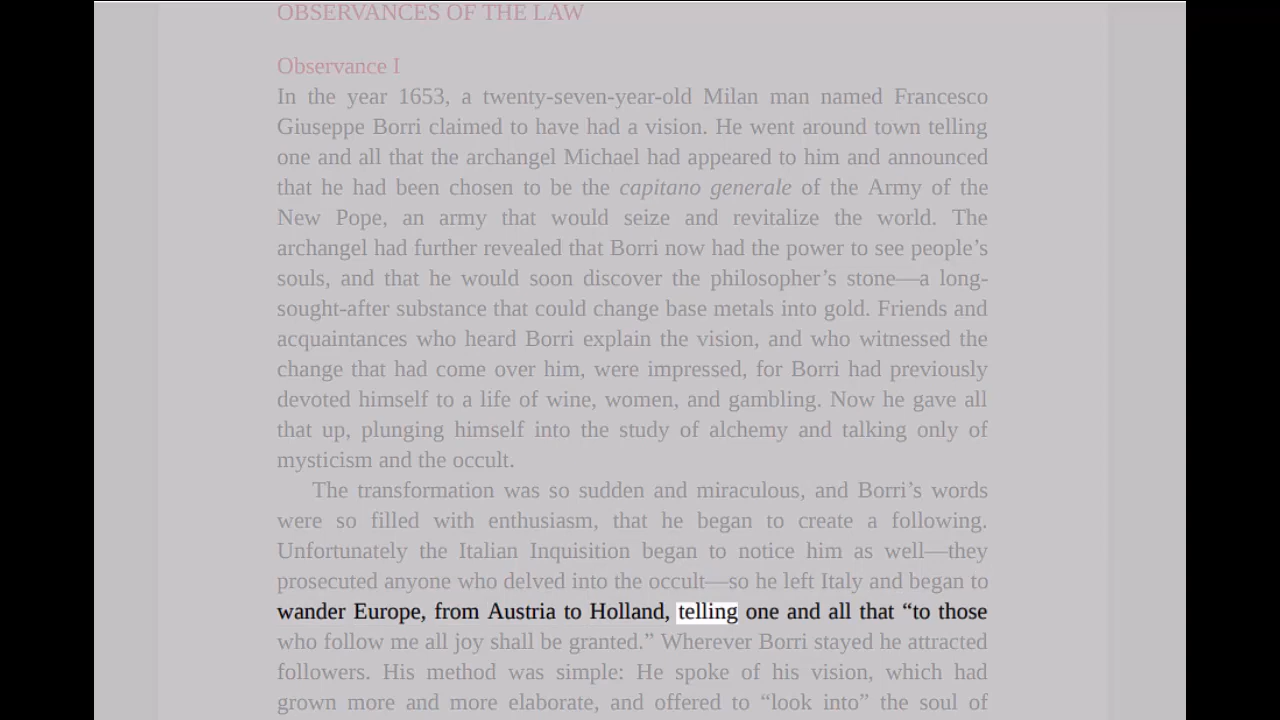 OBSERVANCES OF THE LAW
Observance I
In the year 1653, a twenty-seven-year-old Milan man named Francesco
Giuseppe Borri claimed to have had a vision. He went around town telling
one and all that the archangel Michael had appeared to him and announced
that he had been chosen to be the capitano generale of the Army of the
New Pope, an army that would seize and revitalize the world. The
archangel had further revealed that Borri now had the power to see people’s
souls, and that he would soon discover the philosopher’s stone—a long-
sought-after substance that could change base metals into gold. Friends and
acquaintances who heard Borri explain the vision, and who witnessed the
change that had come over him, were impressed, for Borri had previously
devoted himself to a life of wine, women, and gambling. Now he gave all
that up, plunging himself into the study of alchemy and talking only of
mysticism and the occult.
The transformation was so sudden and miraculous, and Borri’s words
were so filled with enthusiasm, that he began to create a following.
Unfortunately the Italian Inquisition began to notice him as well—they
prosecuted anyone who delved into the occult—so he left Italy and began to
wander Europe, from Austria to Holland, telling one and all that “to those
who follow me all joy shall be granted.” Wherever Borri stayed he attracted
followers. His method was simple: He spoke of his vision, which had
grown more and more elaborate, and offered to “look into” the soul of